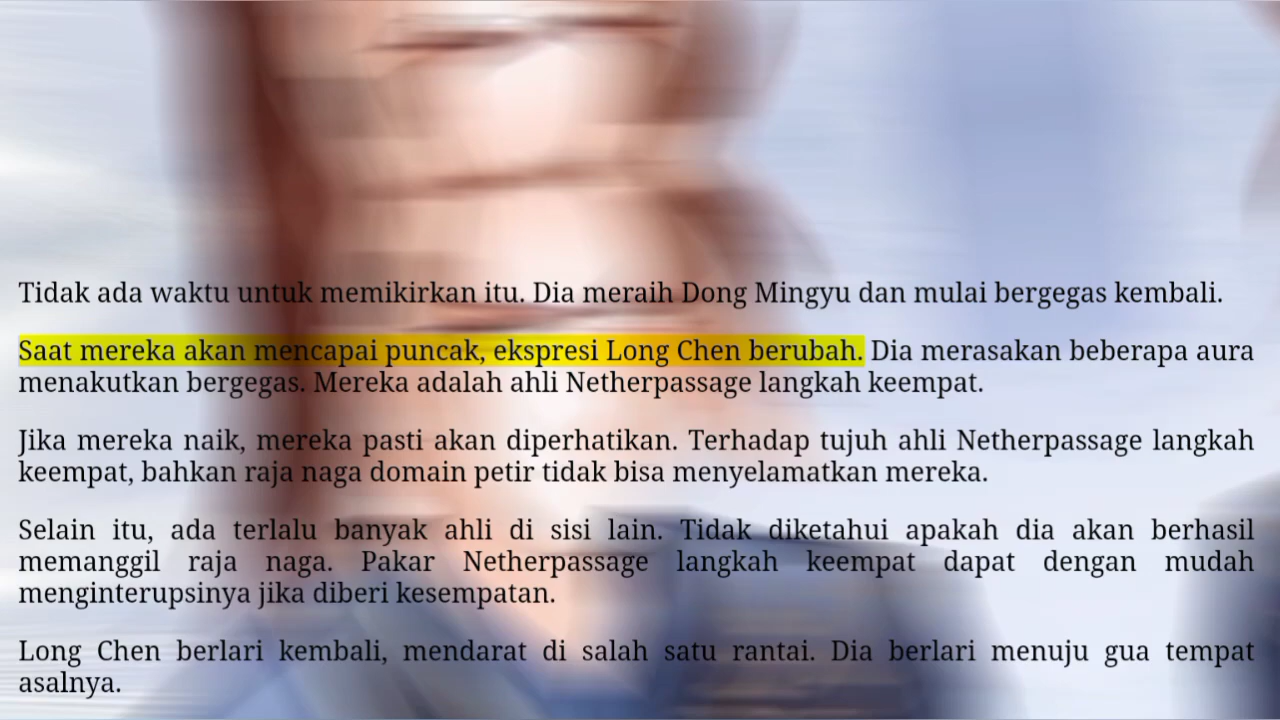 Tidak ada waktu untuk memikirkan itu. Dia meraih Dong Mingyu dan mulai bergegas kembali.
Saat mereka akan mencapai puncak, ekspresi Long Chen berubah. Dia merasakan beberapa aura
menakutkan bergegas. Mereka adalah ahli Netherpassage langkah keempat.
Jika mereka naik, mereka pasti akan diperhatikan. Terhadap tujuh ahli Netherpassage langkah
keempat, bahkan raja naga domain petir tidak bisa menyelamatkan mereka.
Selain itu, ada terlalu banyak ahli di sisi lain. Tidak diketahui apakah dia akan berhasil
memanggil raja naga. Pakar Netherpassage langkah keempat dapat dengan mudah
menginterupsinya jika diberi kesempatan.
Long Chen berlari kembali, mendarat di salah satu rantai. Dia berlari menuju gua tempat
asalnya.